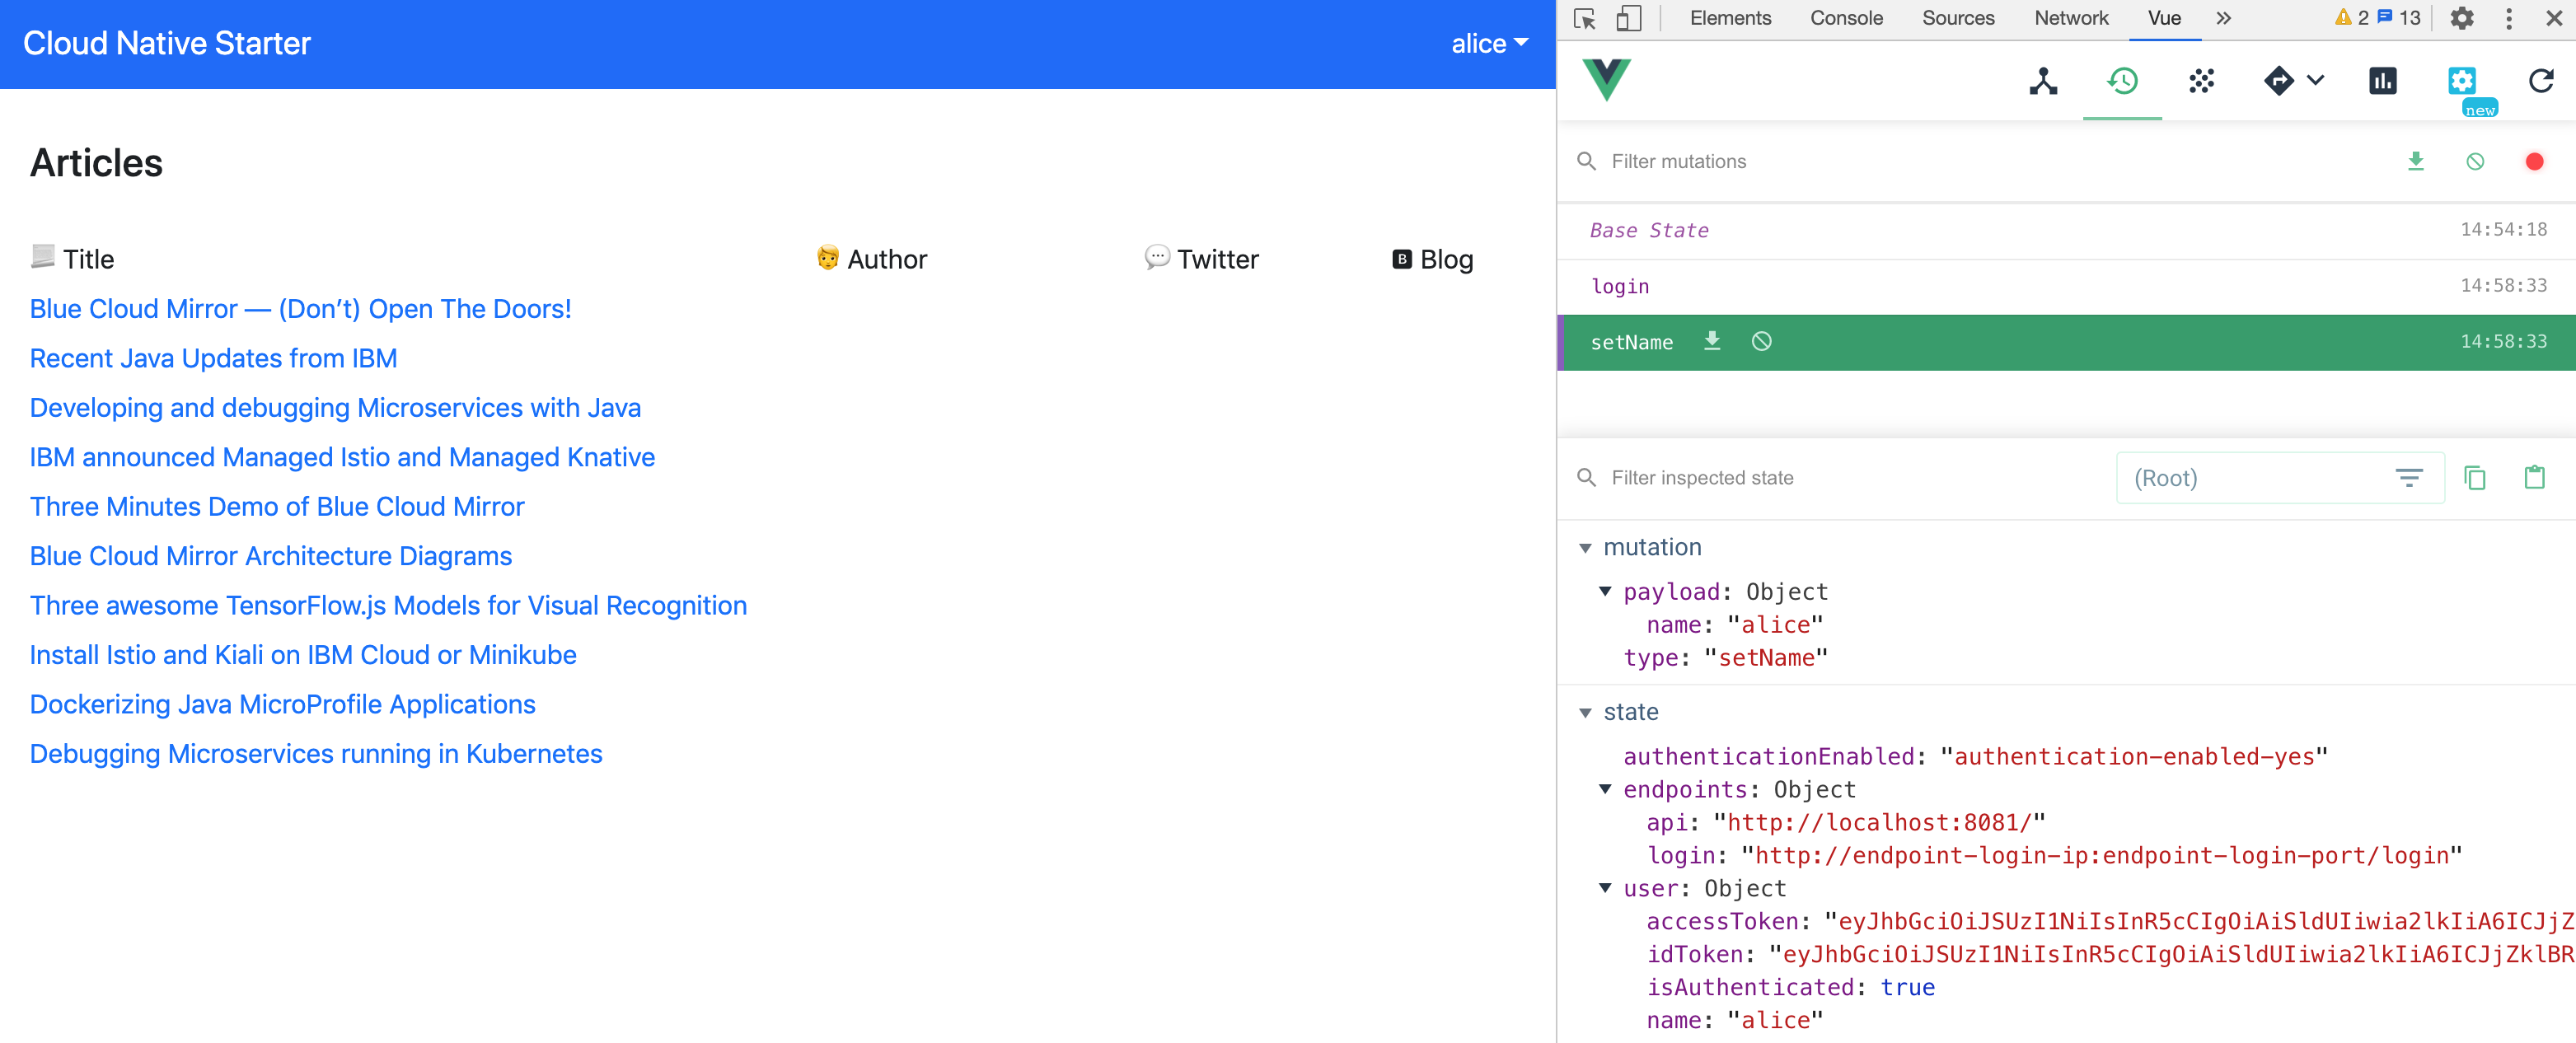 Cloud Native Starter
alice
Articles
Title Author Twitter B Blog
Blue Cloud Mirror — (Don’t) Open The Doors!
Recent Java Updates from IBM
Developing and debugging Microservices with Java
IBM announced Managed Istio and Managed Knative
Three Minutes Demo of Blue Cloud Mirror
Blue Cloud Mirror Architecture Diagrams
Three awesome TensorFlow.js Models for Visual Recognition
Install Istio and Kiali on IBM Cloud or Minikube
Dockerizing Java MicroProfile Applications
Debugging Microservices running in Kubernetes
Elements Console Sources Network Vue 2 13
new
Filter mutations
Base State 14:54:18
login 14:58:33
setName 14:58:33
Filter inspected state (Root)
mutation
payload: Object
name: "alice"
type: "setName"
state
authenticationEnabled: "authentication-enabled-yes"
endpoints: Object
api: "http://localhost:8081/"
login: "http://endpoint-login-ip:endpoint-login-port/login"
user: Object
accessToken: "eyJhbGciOiJSUzI1NiIsInR5cCIgOiAiSldUIiwia2lkIiA6ICJjZ
idToken: "eyJhbGciOiJSUzI1NiIsInR5cCIgOiAiSldUIiwia2lkIiA6ICJjZklBR
isAuthenticated: true
name: "alice"